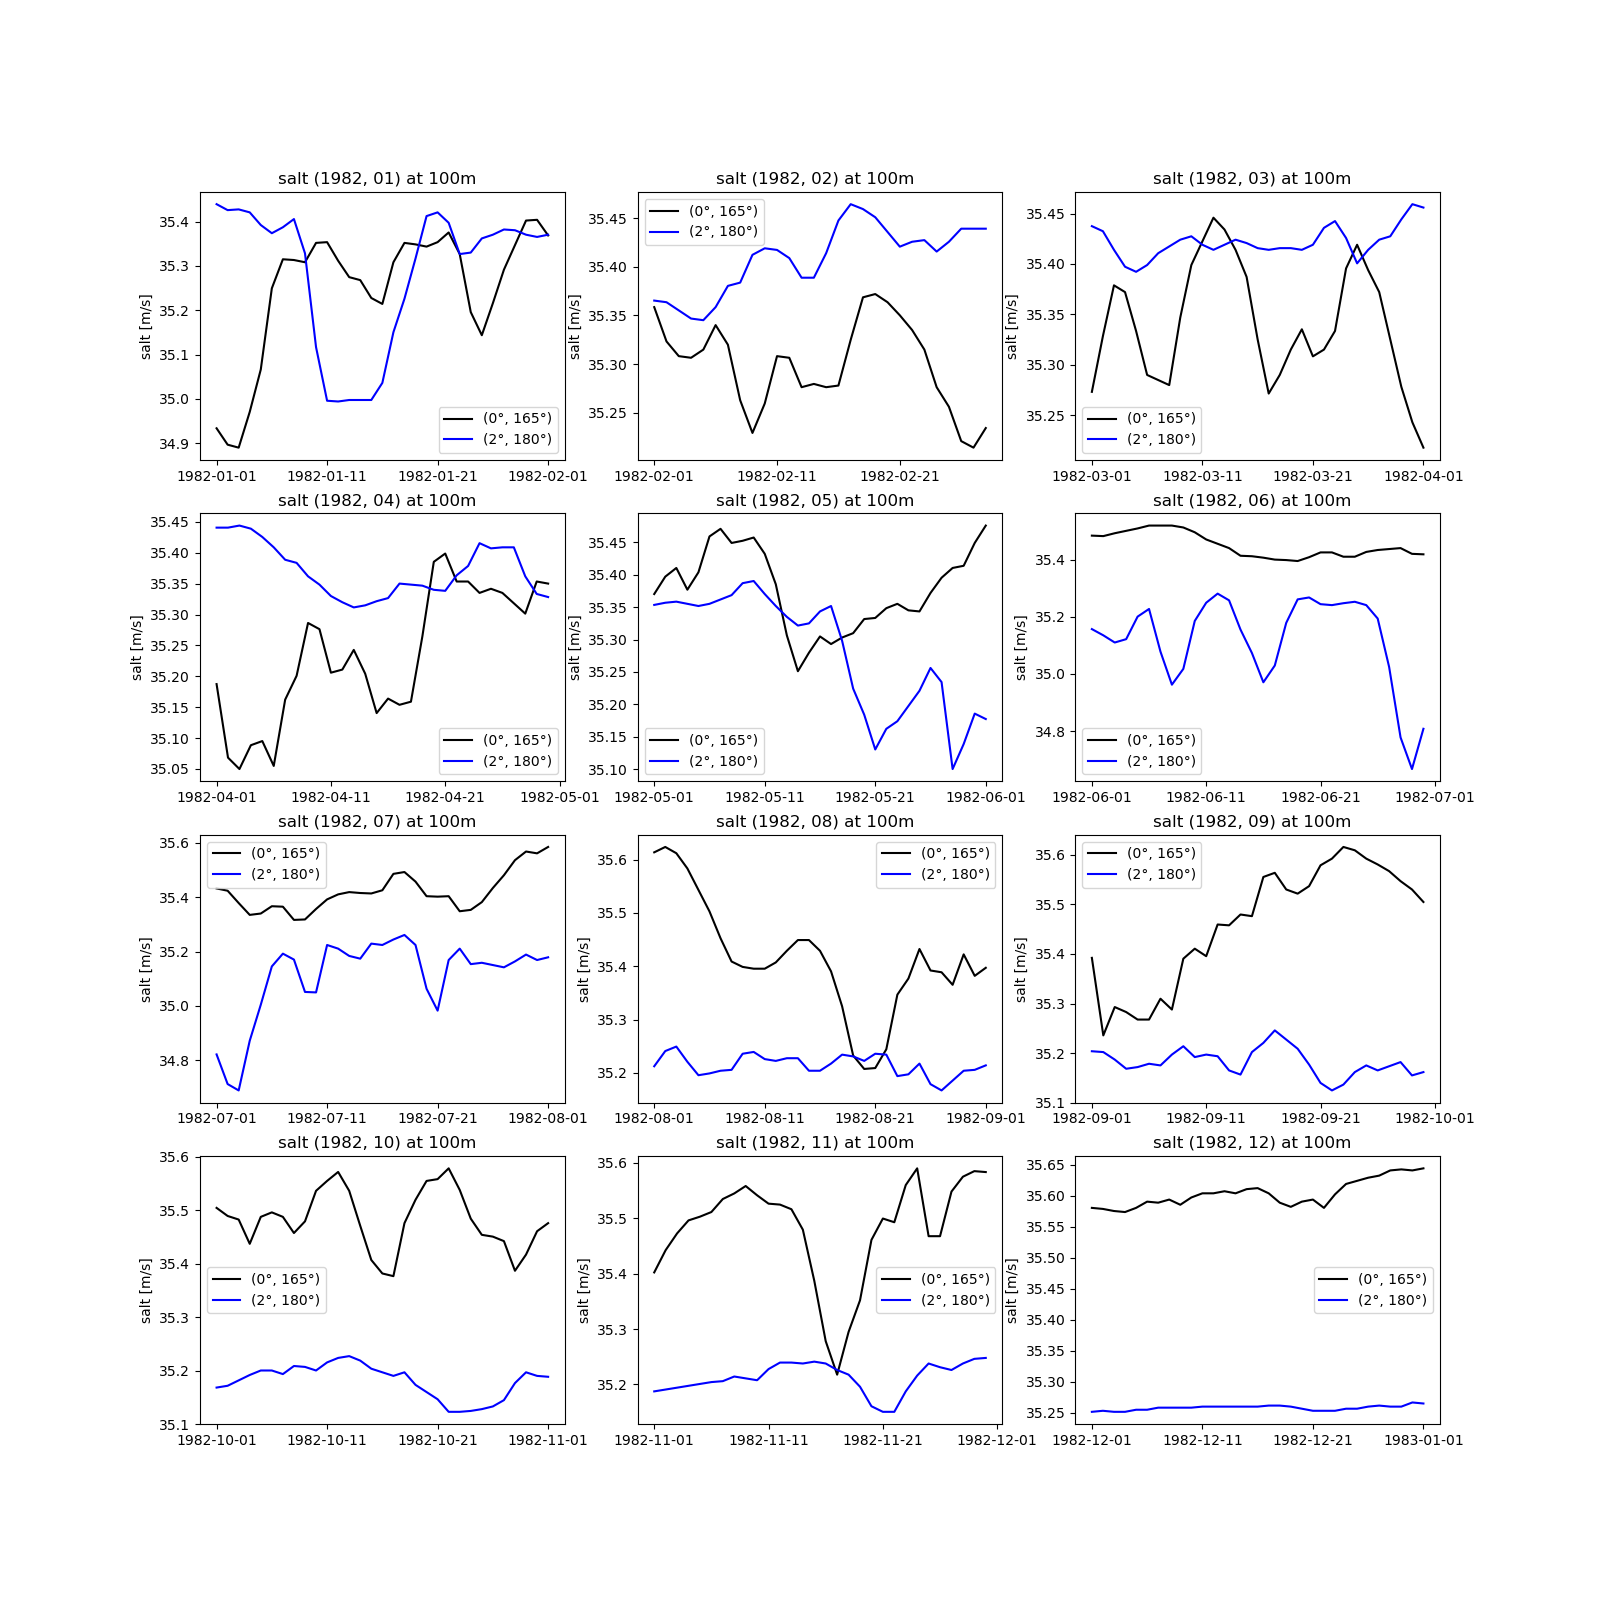 salt (1982, 01) at 100m
salt [m/s]
35.4
35.3
35.2
35.1
35.0
34.9
(0°, 165°)
(2°, 180°)
1982-01-01 1982-01-11 1982-01-21 1982-02-01
salt (1982, 02) at 100m
salt [m/s]
35.45
35.40
35.35
35.30
35.25
(0°, 165°)
(2°, 180°)
1982-02-01 1982-02-11 1982-02-21
salt (1982, 03) at 100m
salt [m/s]
35.45
35.40
35.35
35.30
35.25
(0°, 165°)
(2°, 180°)
1982-03-01 1982-03-11 1982-03-21 1982-04-01
salt (1982, 04) at 100m
salt [m/s]
35.45
35.40
35.35
35.30
35.25
35.20
35.15
35.10
35.05
(0°, 165°)
(2°, 180°)
1982-04-01 1982-04-11 1982-04-21 1982-05-01
salt (1982, 05) at 100m
salt [m/s]
35.45
35.40
35.35
35.30
35.25
35.20
35.15
35.10
(0°, 165°)
(2°, 180°)
1982-05-01 1982-05-11 1982-05-21 1982-06-01
salt (1982, 06) at 100m
salt [m/s]
35.4
35.2
35.0
34.8
(0°, 165°)
(2°, 180°)
1982-06-01 1982-06-11 1982-06-21 1982-07-01
salt (1982, 07) at 100m
salt [m/s]
35.6
35.4
35.2
35.0
34.8
(0°, 165°)
(2°, 180°)
1982-07-01 1982-07-11 1982-07-21 1982-08-01
salt (1982, 08) at 100m
salt [m/s]
35.6
35.5
35.4
35.3
35.2
(0°, 165°)
(2°, 180°)
1982-08-01 1982-08-11 1982-08-21 1982-09-01
salt (1982, 09) at 100m
salt [m/s]
35.6
35.5
35.4
35.3
35.2
35.1
(0°, 165°)
(2°, 180°)
1982-09-01 1982-09-11 1982-09-21 1982-10-01
salt (1982, 10) at 100m
salt [m/s]
35.6
35.5
35.4
35.3
35.2
35.1
(0°, 165°)
(2°, 180°)
1982-10-01 1982-10-11 1982-10-21 1982-11-01
salt (1982, 11) at 100m
salt [m/s]
35.6
35.5
35.4
35.3
35.2
(0°, 165°)
(2°, 180°)
1982-11-01 1982-11-11 1982-11-21 1982-12-01
salt (1982, 12) at 100m
salt [m/s]
35.65
35.60
35.55
35.50
35.45
35.40
35.35
35.30
35.25
(0°, 165°)
(2°, 180°)
1982-12-01 1982-12-11 1982-12-21 1983-01-01